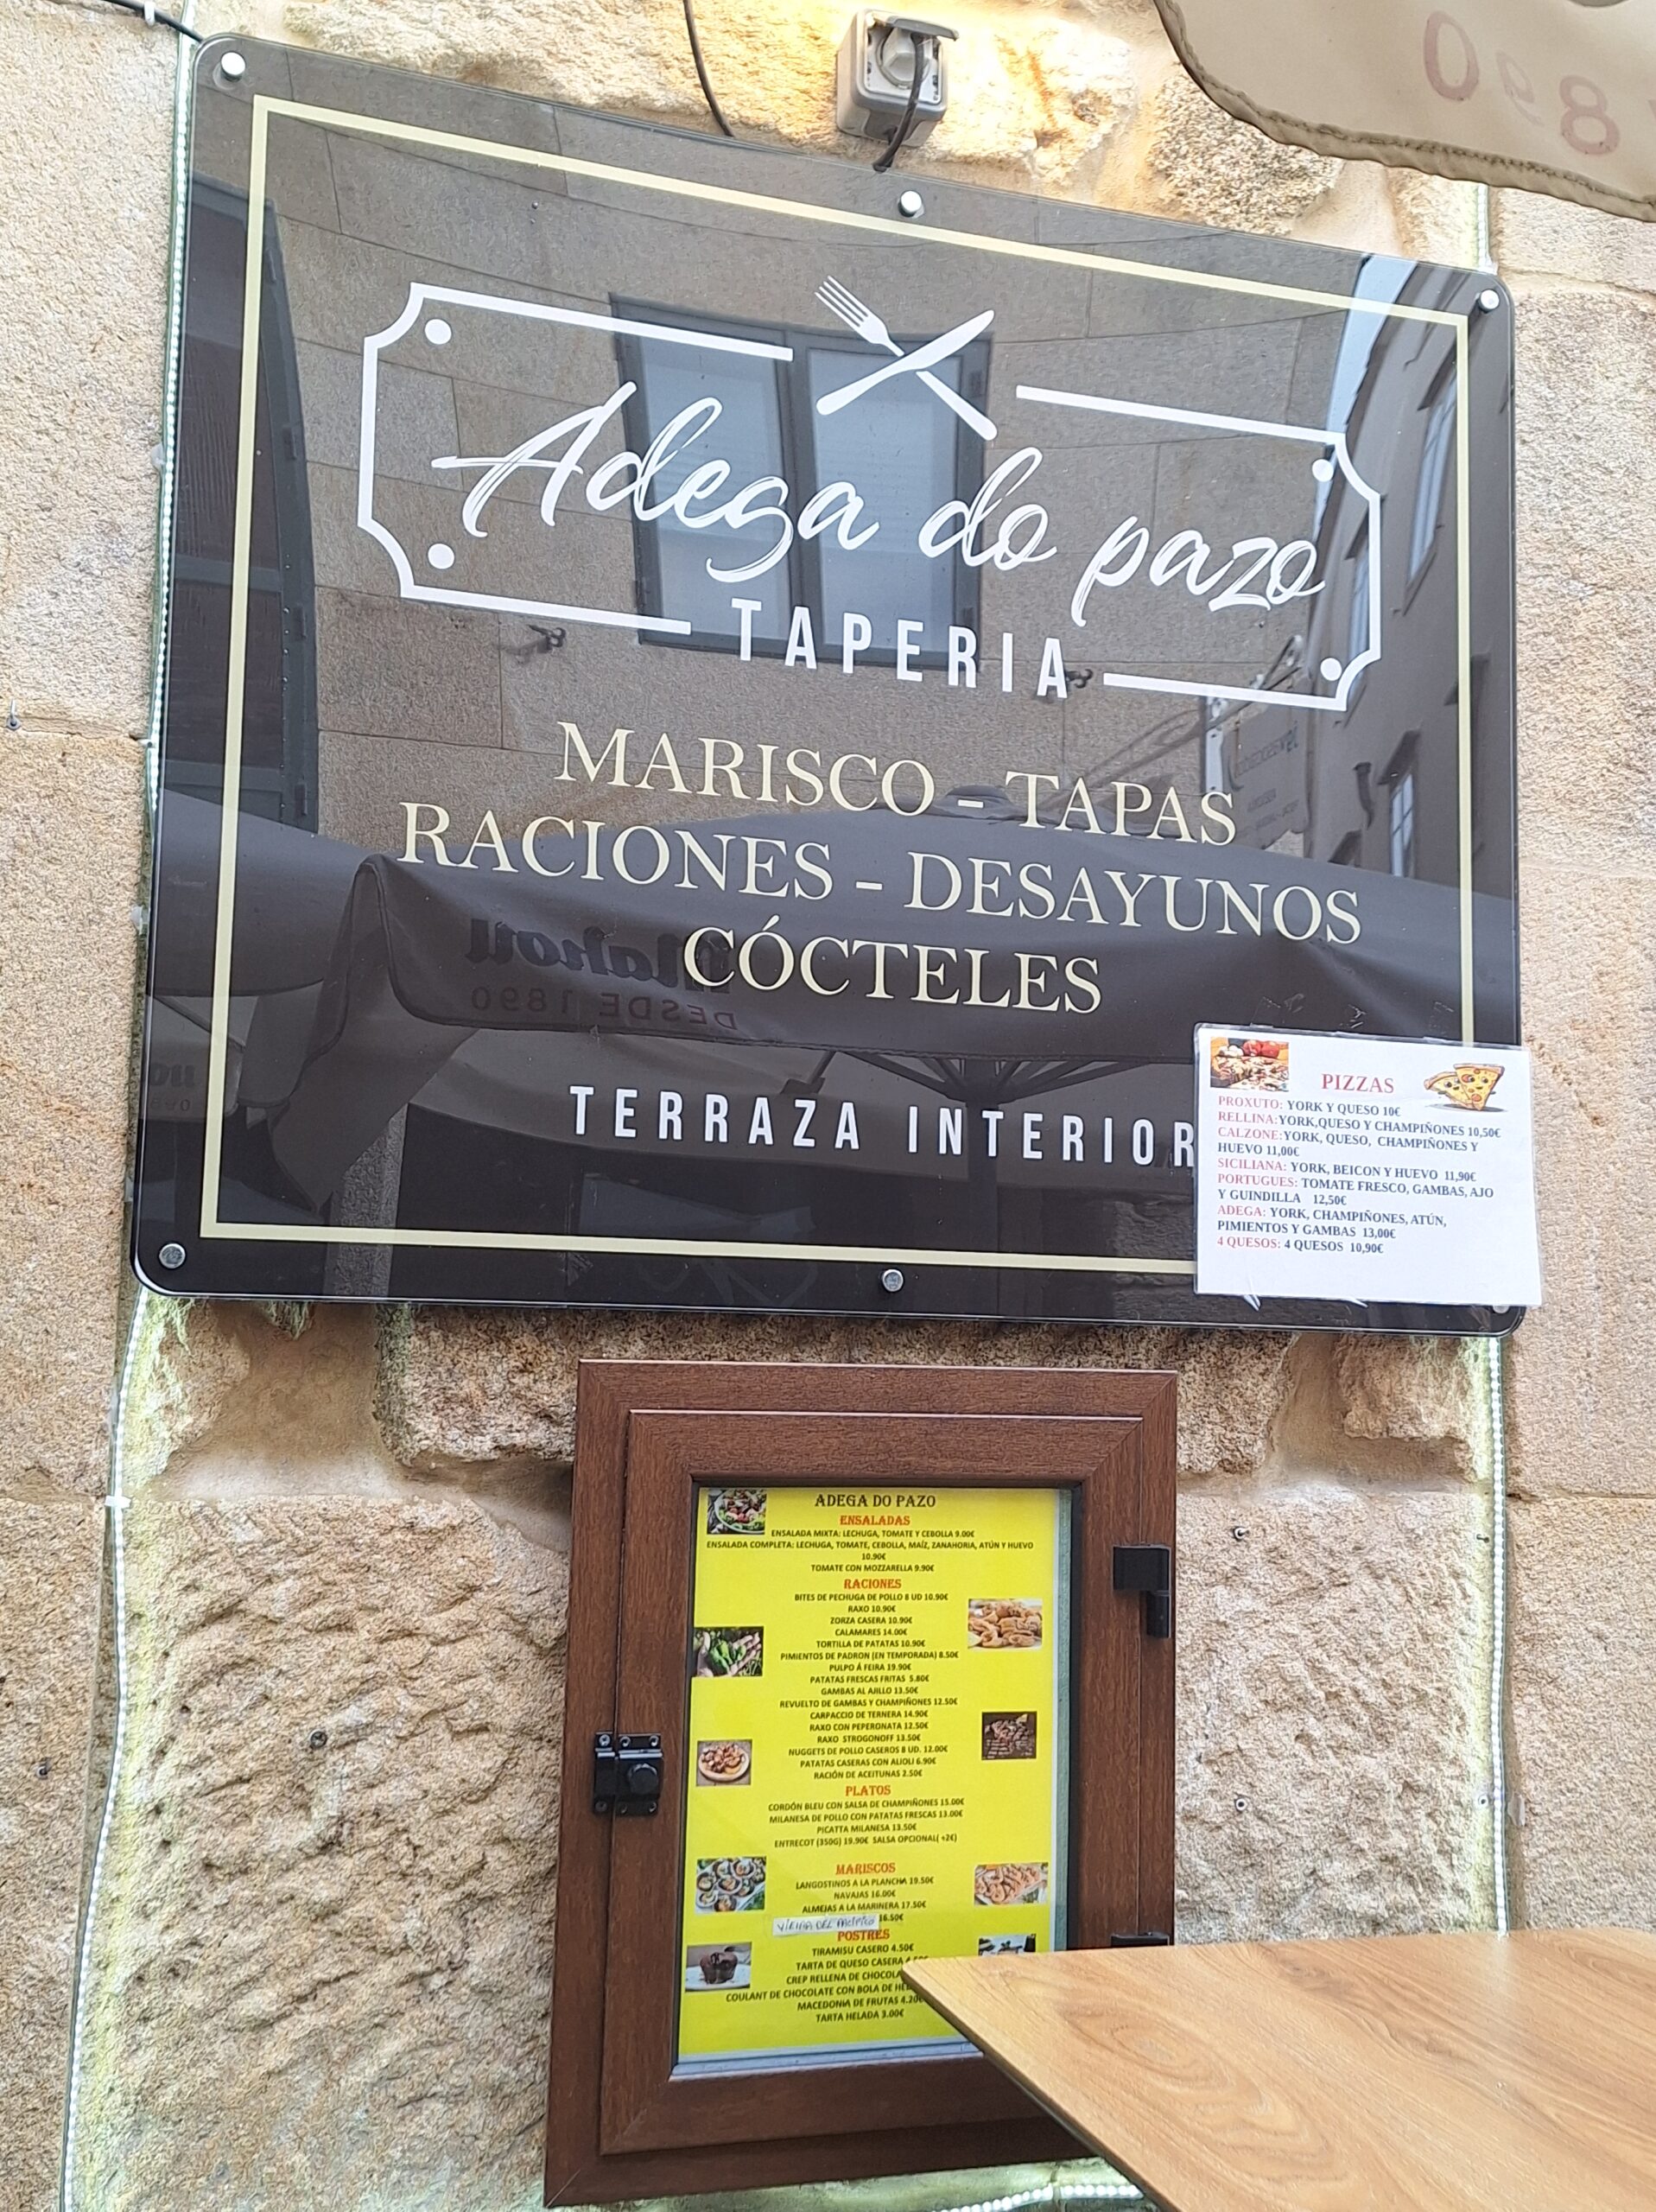 Adega do pazo
TAPERIA
MARISCO - TAPAS
RACIONES - DESAYUNOS
CÓCTELES
TERRAZA INTERIOR
PIZZAS
PROXUTO: YORK Y QUESO 10€
RELLINA:YORK,QUESO Y CHAMPIÑONES 10,50€
CALZONE:YORK, QUESO, CHAMPIÑONES Y
HUEVO 11,00€
SICILIANA: YORK, BEICON Y HUEVO 11,90€
PORTUGUES: TOMATE FRESCO, GAMBAS, AJO
Y GUINDILLA 12,50€
ADEGA: YORK, CHAMPIÑONES, ATÚN,
PIMIENTOS Y GAMBAS 13,00€
4 QUESOS: 4 QUESOS 10,90€
ADEGA DO PAZO
ENSALADAS
ENSALADA MIXTA: LECHUGA, TOMATE Y CEBOLLA 9.00€
ENSALADA COMPLETA: LECHUGA, TOMATE, CEBOLLA, MAÍZ, ZANAHORIA, ATÚN Y HUEVO
10.90€
TOMATE CON MOZZARELLA 9.90€
RACIONES
BITES DE PECHUGA DE POLLO 8 UD 10.90€
RAXO 10.90€
ZORZA CASERA 10.90€
CALAMARES 14.00€
TORTILLA DE PATATAS 10.90€
PIMIENTOS DE PADRON (EN TEMPORADA) 8.50€
PULPO Á FEIRA 19.90€
PATATAS FRESCAS FRITAS 5.80€
GAMBAS AL AJILLO 13.50€
REVUELTO DE GAMBAS Y CHAMPIÑONES 12.50€
CARPACCIO DE TERNERA 14.90€
RAXO CON PEPERONATA 12.50€
RAXO STROGONOFF 13.50€
NUGGETS DE POLLO CASEROS 8 UD. 12.00€
PATATAS CASERAS CON ALIOLI 6.90€
RACIÓN DE ACEITUNAS 2.50€
PLATOS
CORDÓN BLEU CON SALSA DE CHAMPIÑONES 15.00€
MILANESA DE POLLO CON PATATAS FRESCAS 13.00€
PICATTA MILANESA 13.50€
ENTRECOT (350G) 19.90€ SALSA OPCIONAL( +2€)
MARISCOS
LANGOSTINOS A LA PLANCHA 19.50€
NAVAJAS 16.00€
ALMEJAS A LA MARINERA 17.50€
VIEIRA DEL PACÍFICO 16.50€
POSTRES
TIRAMISU CASERO 4.50€
TARTA DE QUESO CASERA
CREP RELLENA DE
COULANT DE CHOCOLATE CON BOLA DE
MACEDONIA DE FRUTAS 4.20€
TARTA HELADA 3.00€